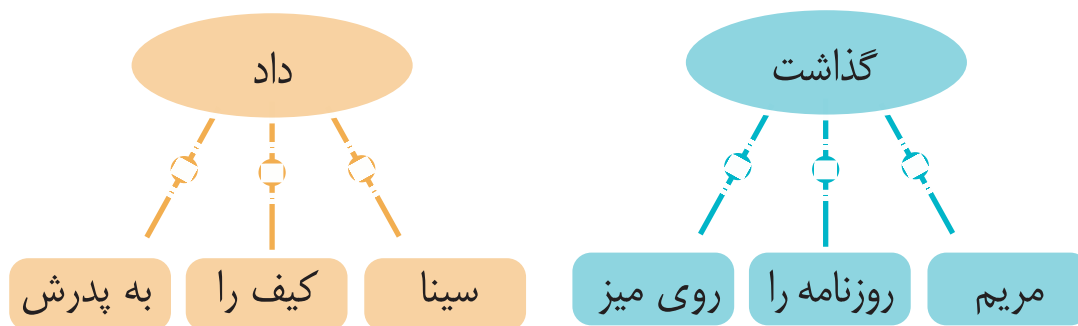 گذاشت
مریم
روزنامه را
روی میز
داد
سینا
کیف را
به پدرش